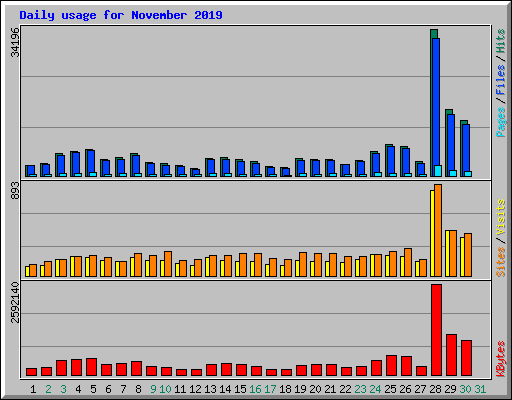 Daily usage for November 2019
34196
Pages / Files / Hits
893
Sites / Visits
2592140
KBytes
1 2 3 4 5 6 7 8 9 10 11 12 13 14 15 16 17 18 19 20 21 22 23 24 25 26 27 28 29 30 31